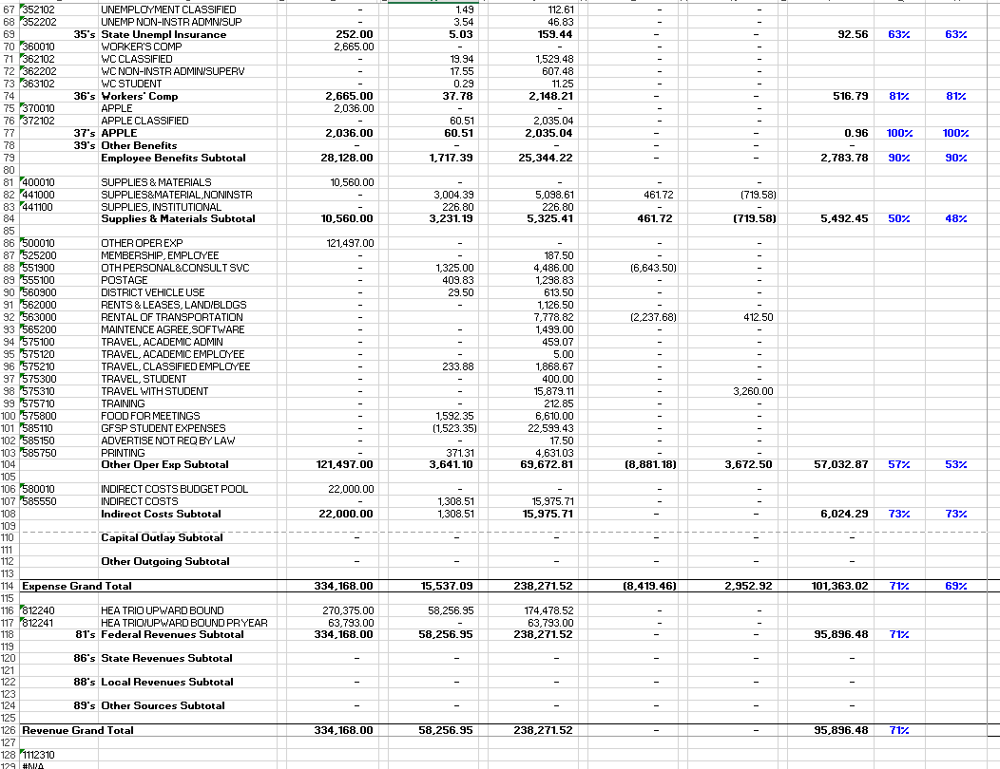 67 352102 UNEMPLOYMENT CLASSIFIED - 1.49 112.61 - -
68 352202 UNEMP NON-INSTR ADMN/SUP - 3.54 46.83 - -
69 35's State Unempl Insurance 252.00 5.03 159.44 - - 92.56 63% 63%
70 360010 WORKER'S COMP 2,665.00 - - - -
71 362102 WC CLASSIFIED - 19.94 1,529.48 - -
72 362202 WC NON-INSTR ADMIN/SUPERV - 17.55 607.48 - -
73 363102 WC STUDENT - 0.29 11.25 - -
74 36's Workers' Comp 2,665.00 37.78 2,148.21 - - 516.79 81% 81%
75 370010 APPLE 2,036.00 - - - -
76 372102 APPLE CLASSIFIED - 60.51 2,035.04 - -
77 37's APPLE 2,036.00 60.51 2,035.04 - - 0.96 100% 100%
78 39's Other Benefits - - - - - -
79 Employee Benefits Subtotal 28,128.00 1,717.39 25,344.22 - - 2,783.78 90% 90%
80
81 400010 SUPPLIES & MATERIALS 10,560.00 - - - -
82 441000 SUPPLIES&MATERIAL,NONINSTR - 3,004.39 5,098.61 461.72 (719.58)
83 441100 SUPPLIES, INSTITUTIONAL - 226.80 226.80 - -
84 Supplies & Materials Subtotal 10,560.00 3,231.19 5,325.41 461.72 (719.58) 5,492.45 50% 48%
85
86 500010 OTHER OPER EXP 121,497.00 - - - -
87 525200 MEMBERSHIP, EMPLOYEE - - 187.50 - -
88 551900 OTH PERSONAL&CONSULT SVC - 1,325.00 4,486.00 (6,643.50) -
89 555100 POSTAGE - 409.83 1,298.83 - -
90 560900 DISTRICT VEHICLE USE - 29.50 613.50 - -
91 562000 RENTS & LEASES, LAND/BLDGS - - 1,126.50 - -
92 563000 RENTAL OF TRANSPORTATION - 7,778.82 (2,237.68) 412.50
93 565200 MAINTENCE AGREE,SOFTWARE - - 1,499.00 - -
94 575100 TRAVEL, ACADEMIC ADMIN - - 459.07 - -
95 575120 TRAVEL, ACADEMIC EMPLOYEE - - 5.00 - -
96 575210 TRAVEL, CLASSIFIED EMPLOYEE - 233.88 1,868.67 - -
97 575300 TRAVEL, STUDENT - - 400.00 - -
98 575310 TRAVEL WITH STUDENT - - 15,879.11 - 3,260.00
99 575710 TRAINING - - 212.85 - -
100 575800 FOOD FOR MEETINGS - 1,592.35 6,610.00 - -
101 585110 GFSP STUDENT EXPENSES - (1,523.35) 22,599.43 - -
102 585150 ADVERTISE NOT REQ BY LAW - - 17.50 - -
103 585750 PRINTING - 371.31 4,631.03 - -
104 Other Oper Exp Subtotal 121,497.00 3,641.10 69,672.81 (8,881.18) 3,672.50 57,032.87 57% 53%
105
106 580010 INDIRECT COSTS BUDGET POOL 22,000.00 - - - -
107 585550 INDIRECT COSTS - 1,308.51 15,975.71 - -
108 Indirect Costs Subtotal 22,000.00 1,308.51 15,975.71 - - 6,024.29 73% 73%
109
110 Capital Outlay Subtotal - - - - - -
111
112 Other Outgoing Subtotal - - - - - -
113
114 Expense Grand Total 334,168.00 15,537.09 238,271.52 (8,419.46) 2,952.92 101,363.02 71% 69%
115
116 812240 HEA TRIO UPWARD BOUND 270,375.00 58,256.95 174,478.52 - -
117 812241 HEA TRIO/UPWARD BOUND PR YEAR 63,793.00 - 63,793.00 - -
118 81's Federal Revenues Subtotal 334,168.00 58,256.95 238,271.52 - - 95,896.48 71%
119
120 86's State Revenues Subtotal - - - - - -
121
122 88's Local Revenues Subtotal - - - - - -
123
124 89's Other Sources Subtotal - - - - - -
125
126 Revenue Grand Total 334,168.00 58,256.95 238,271.52 - - 95,896.48 71%
127
128 1112310
129 #N/A